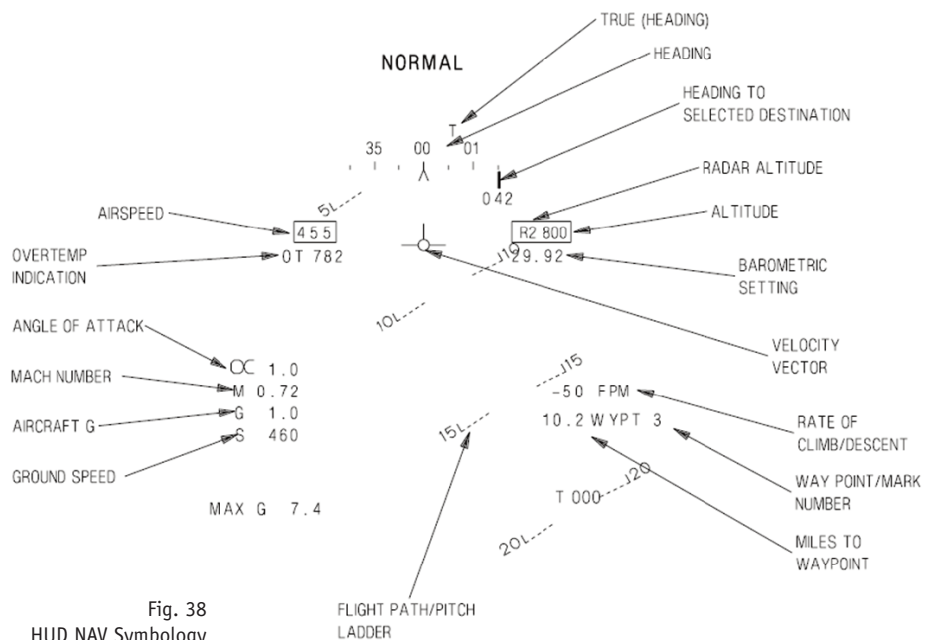 TRUE (HEADING)
NORMAL
HEADING
HEADING TO
SELECTED DESTINATION
T
35 00 01
042
RADAR ALTITUDE
5
AIRSPEED
455
R2 800
ALTITUDE
OVERTEMP
INDICATION
OT 782
10
29.92
BAROMETRIC
SETTING
10
ANGLE OF ATTACK
α 1.0
VELOCITY
VECTOR
MACH NUMBER
M 0.72
15
-50 FPM
AIRCRAFT G
G 1.0
10.2 WYPT 3
RATE OF
CLIMB/DESCENT
15
S 460
GROUND SPEED
20
WAY POINT/MARK
NUMBER
T 000
MAX G 7.4
20
MILES TO
WAYPOINT
Fig. 38
HUD NAV Symbology
FLIGHT PATH/PITCH
LADDER